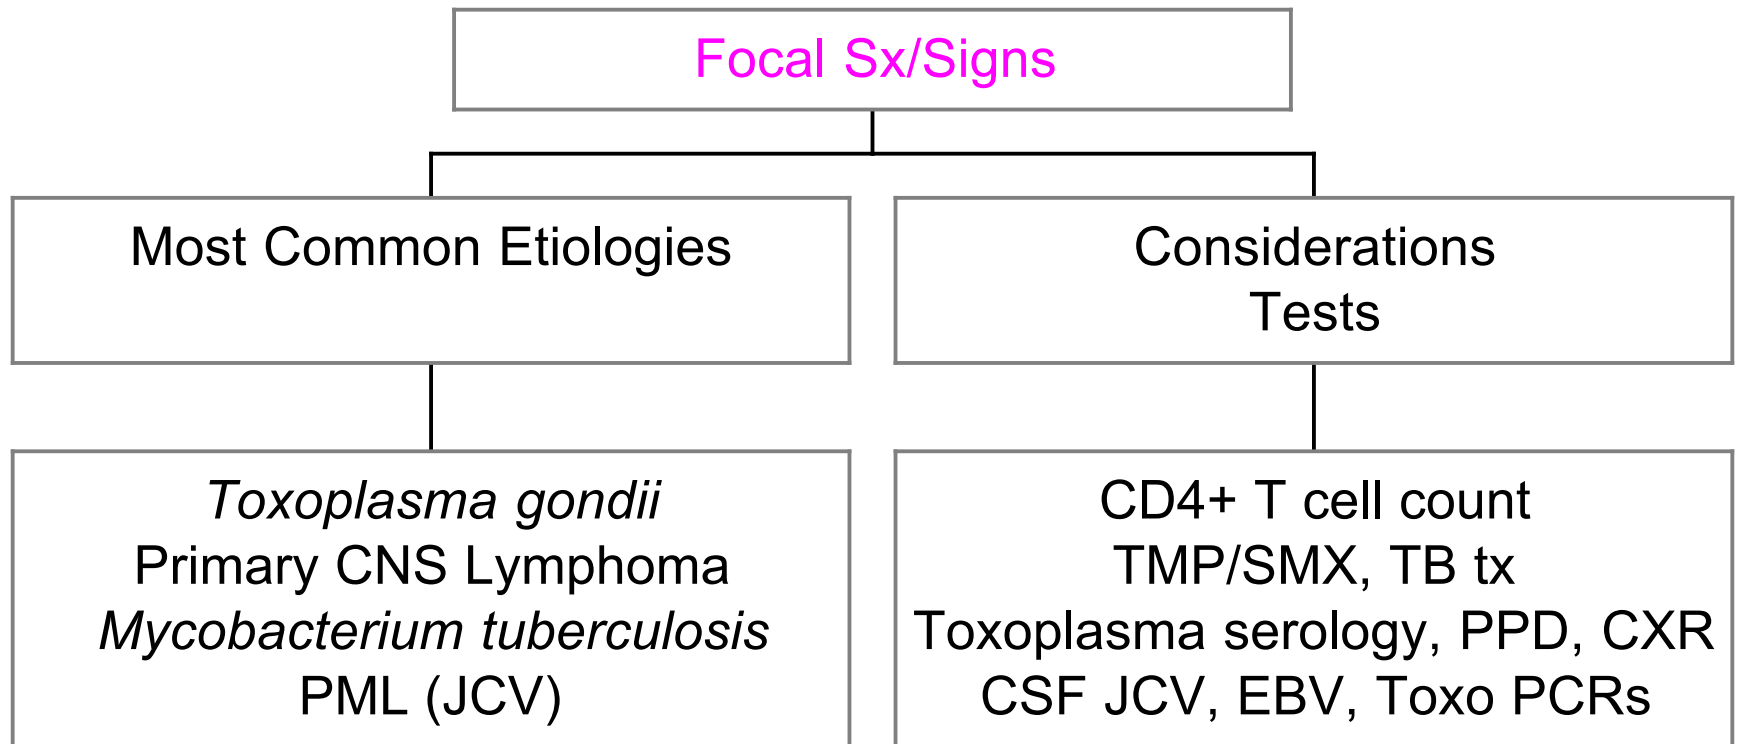 Focal Sx/Signs
Most Common Etiologies
Considerations
Tests
Toxoplasma gondii
Primary CNS Lymphoma
Mycobacterium tuberculosis
PML (JCV)
CD4+ T cell count
TMP/SMX, TB tx
Toxoplasma serology, PPD, CXR
CSF JCV, EBV, Toxo PCRs